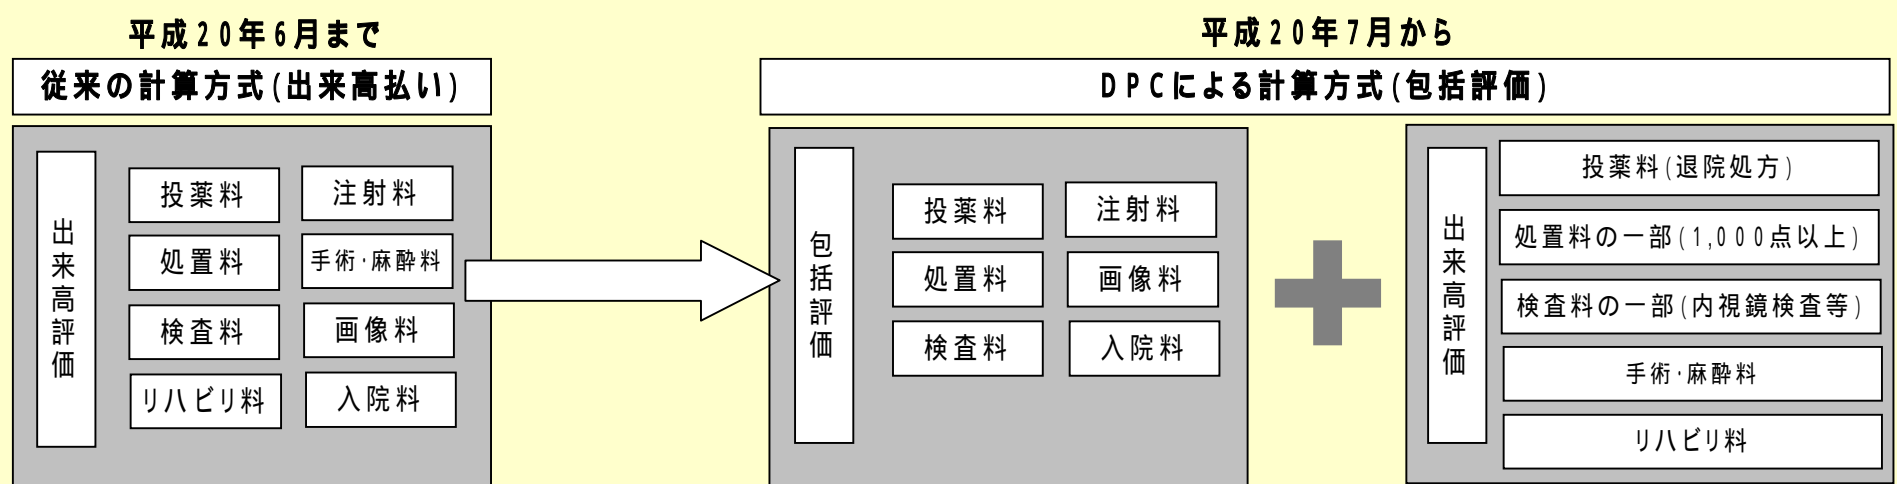 平成20年6月まで
従来の計算方式(出来高払い)
出来高評価
投薬料
注射料
処置料
手術・麻酔料
検査料
画像料
リハビリ料
入院料
平成20年7月から
DPCによる計算方式(包括評価)
包括評価
投薬料
注射料
処置料
画像料
検査料
入院料
出来高評価
投薬料(退院処方)
処置料の一部(1,000点以上)
検査料の一部(内視鏡検査等)
手術・麻酔料
リハビリ料